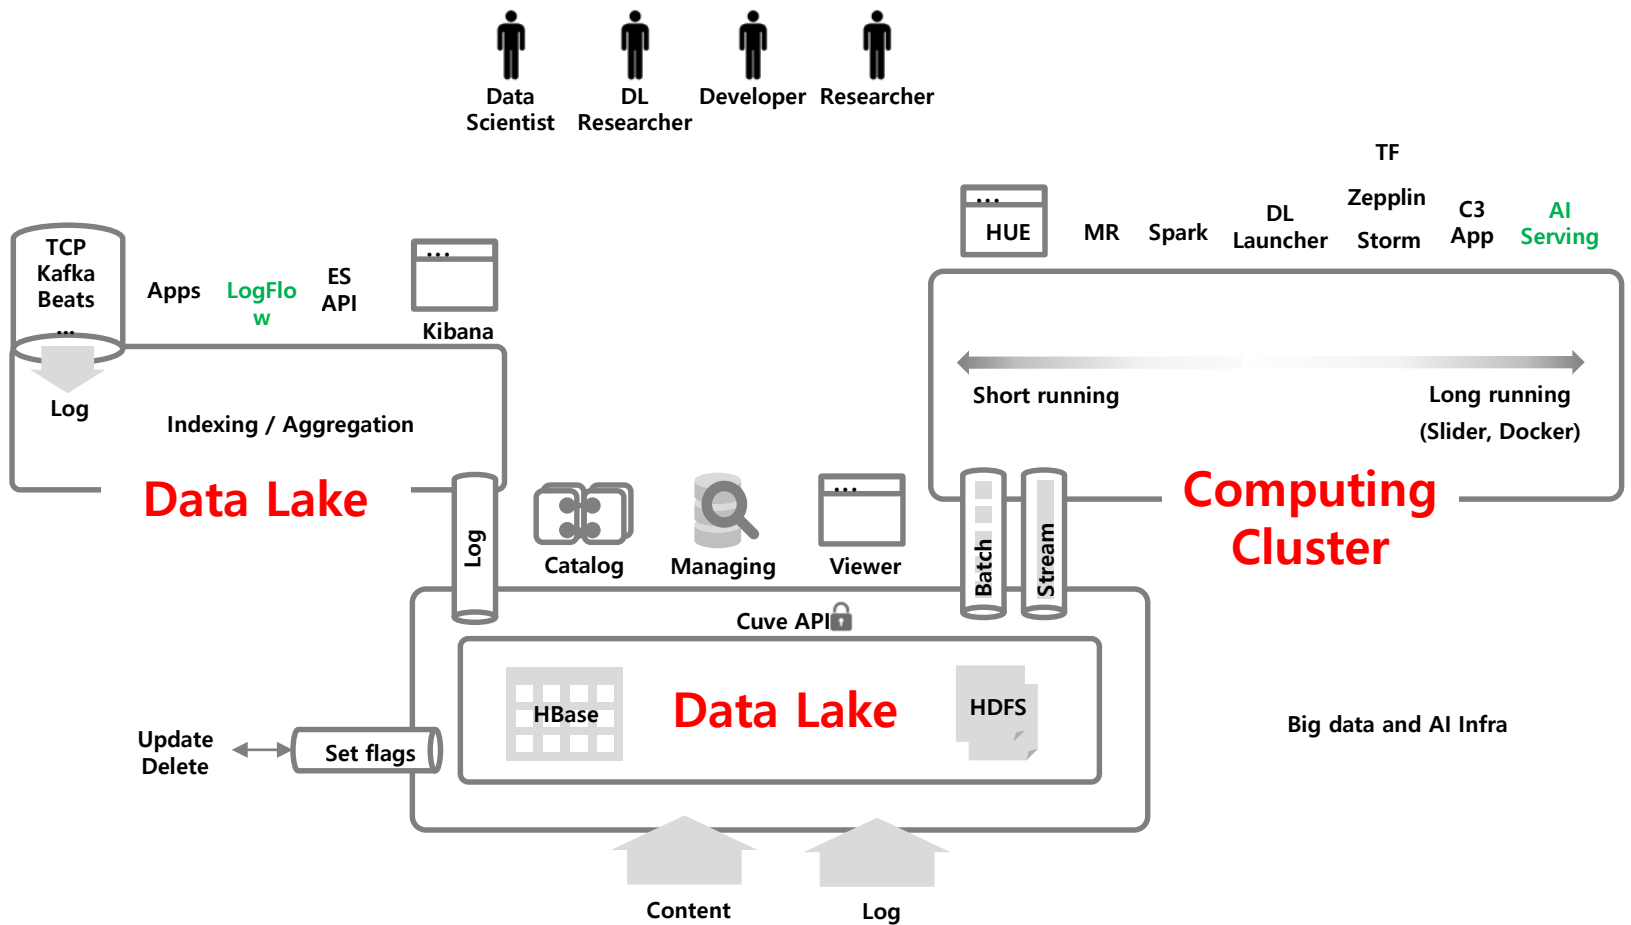 Data
Scientist
DL
Researcher
Developer
Researcher
TCP
Kafka
Beats
...
Apps
LogFlo
w
ES
API
Kibana
Log
Indexing / Aggregation
Data Lake
HUE
MR
Spark
DL
Launcher
TF
Zepplin
Storm
C3
App
AI
Serving
Short running
Long running
(Slider, Docker)
Computing
Cluster
Log
Catalog
Managing
Viewer
Batch
Stream
Cuve API
HBase
Data Lake
HDFS
Update
Delete
Set flags
Big data and AI Infra
Content
Log